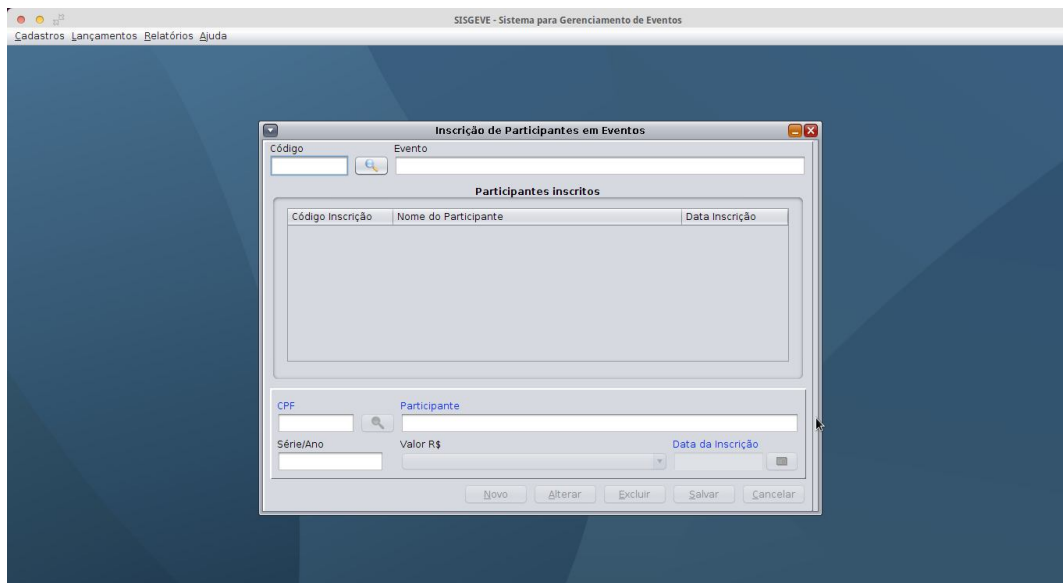 SISGEVE - Sistema para Gerenciamento de Eventos
Cadastros Lançamentos Relatórios Ajuda
Inscrição de Participantes em Eventos
Código Evento
Participantes inscritos
Código Inscrição Nome do Participante Data Inscrição
CPF Participante
Série/Ano Valor R$ Data da Inscrição
Novo Alterar Excluir Salvar Cancelar